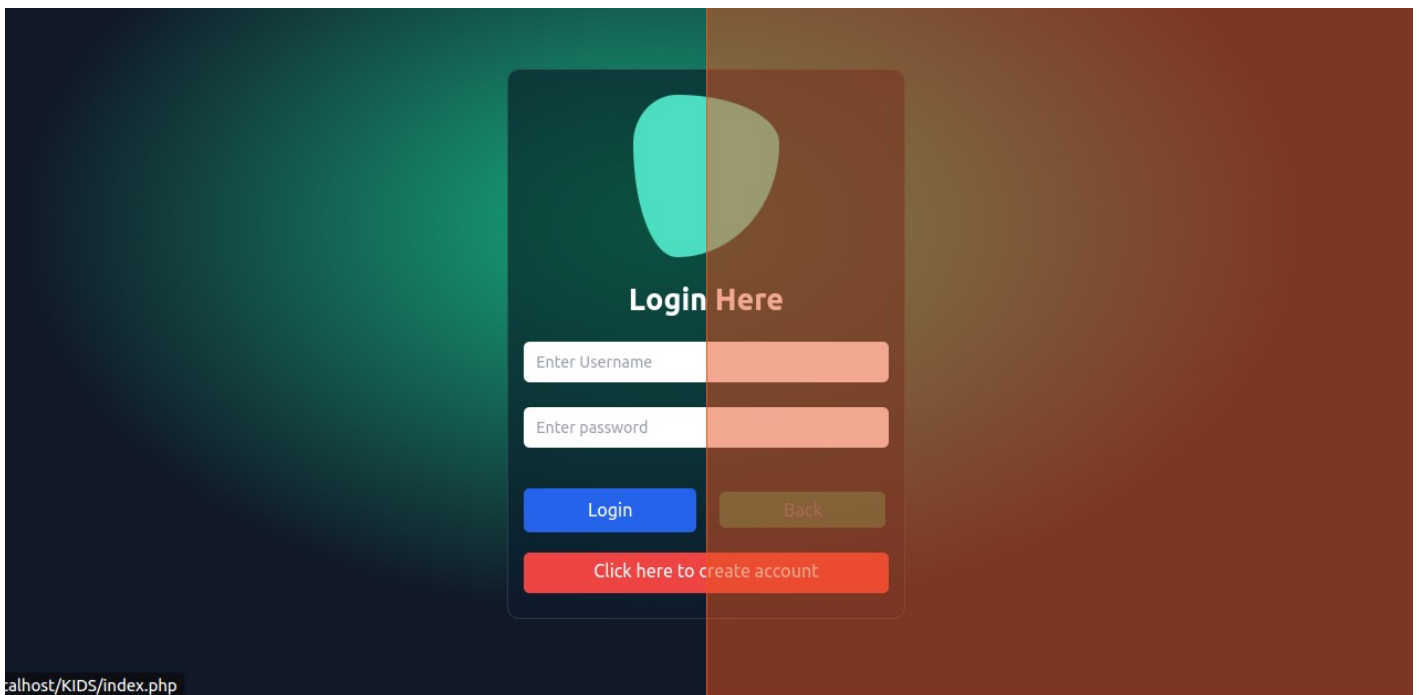 Login Here
Enter Username
Enter password
Login Back
Click here to create account
calhost/KIDS/index.php